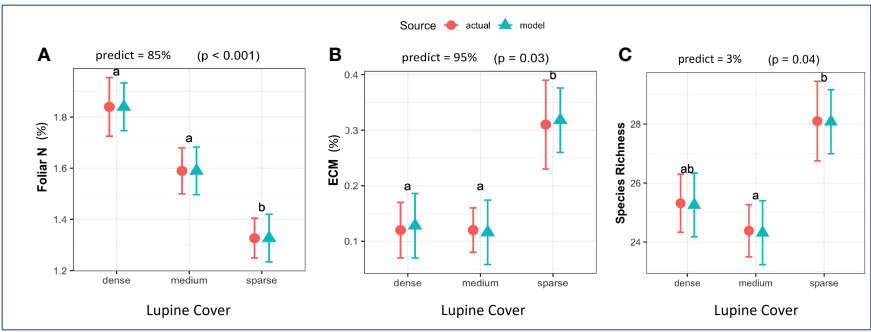 Source actual model
A predict = 85% (p < 0.001)
a
a
b
1.8
1.6
1.4
1.2
Foliar N (%)
dense medium sparse
Lupine Cover
B predict = 95% (p = 0.03)
b
a a
0.4
0.3
0.2
0.1
ECM (%)
dense medium sparse
Lupine Cover
C predict = 3% (p = 0.04)
b
ab
a
28
26
24
Species Richness
dense medium sparse
Lupine Cover